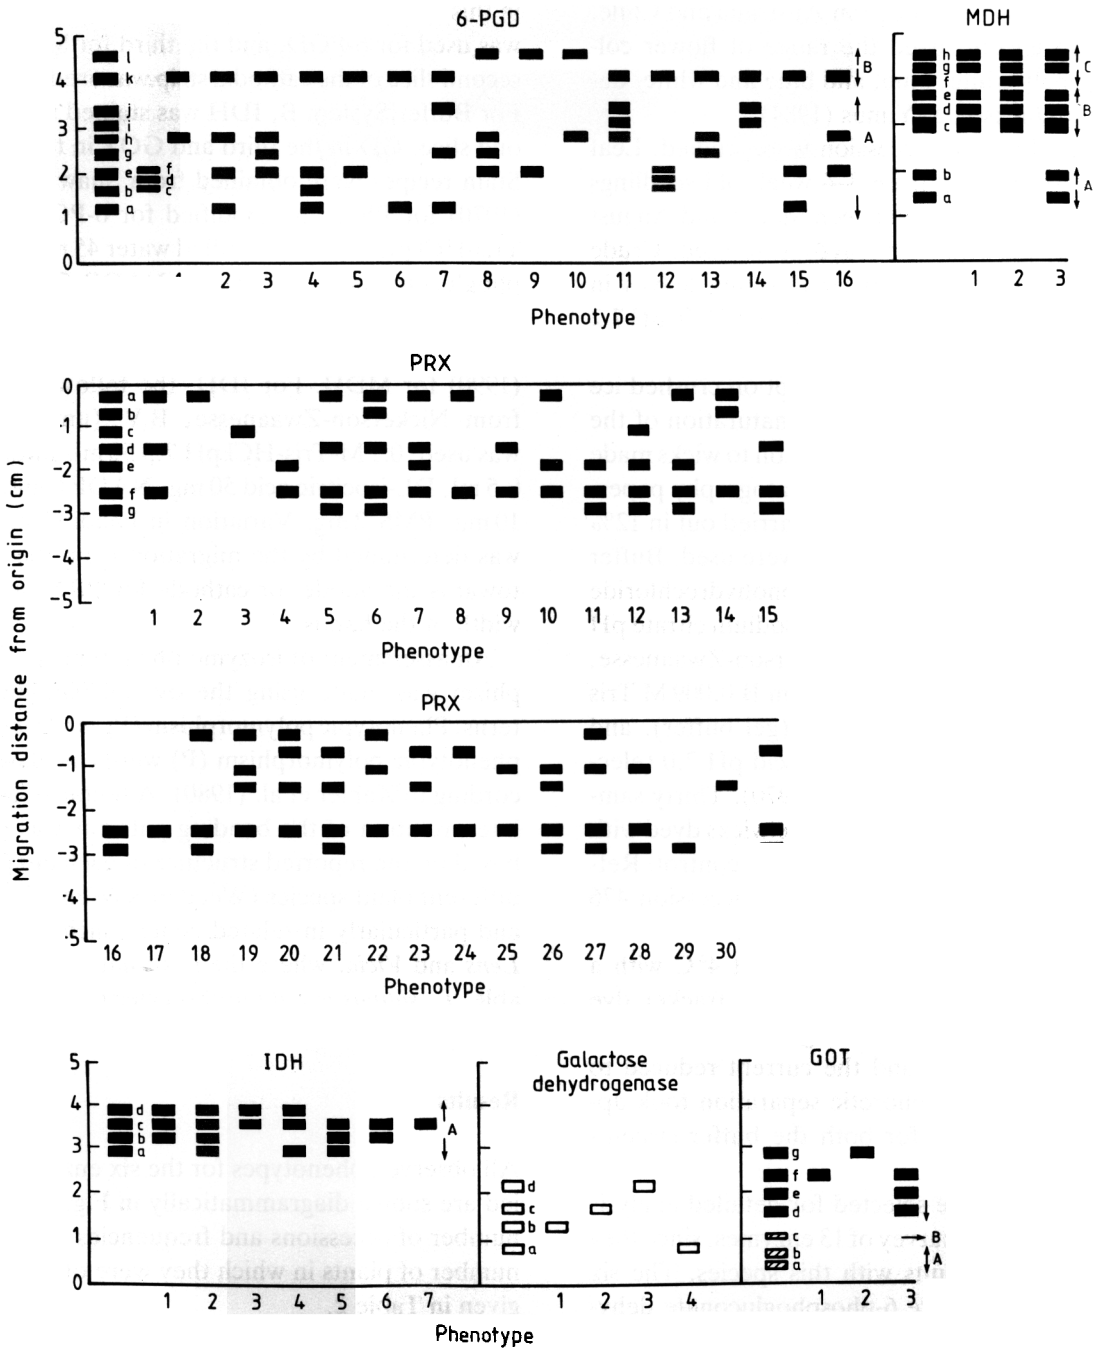 6-PGD
MDH
5
4
3
2
1
0
l
k
j
i
h
g
e
b
a
f
d
c
B
A
1 2 3 4 5 6 7 8 9 10 11 12 13 14 15 16
Phenotype
h
g
f
e
d
c
b
a
C
B
A
1 2 3
Migration distance from origin (cm)
PRX
0
-1
-2
-3
-4
-5
a
b
c
d
e
f
g
1 2 3 4 5 6 7 8 9 10 11 12 13 14 15
Phenotype
PRX
0
-1
-2
-3
-4
-5
16 17 18 19 20 21 22 23 24 25 26 27 28 29 30
Phenotype
IDH
5
4
3
2
1
0
d
c
b
a
A
1 2 3 4 5 6 7
Galactose
dehydrogenase
d
c
b
a
1 2 3 4
GOT
g
f
e
d
c
b
a
B
A
1 2 3
Phenotype